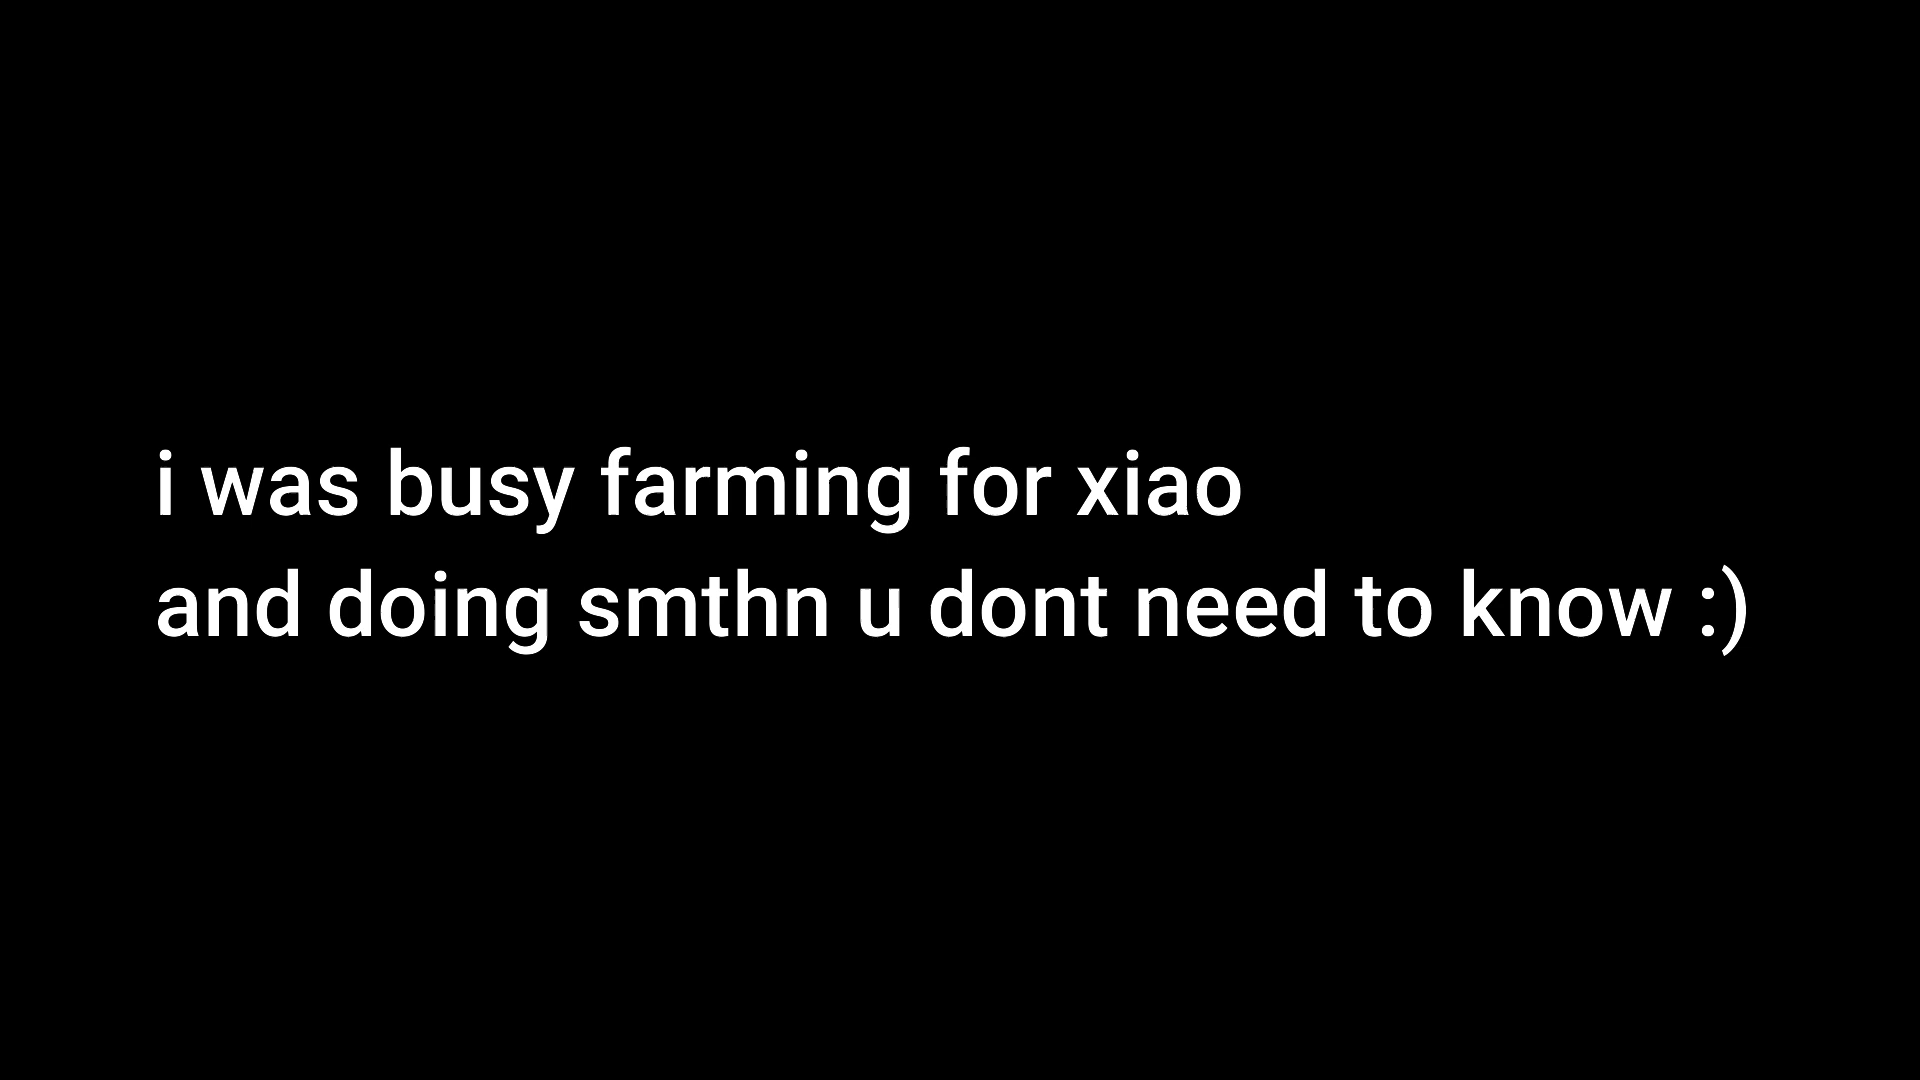 i was busy farming for xiao
and doing smthn u dont need to know :)